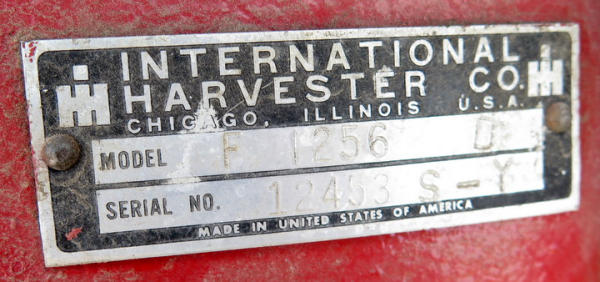 INTERNATIONAL
HARVESTER CO.
CHICAGO, ILLINOIS U.S.A.
MODEL F 1256 D
SERIAL NO. 12453 S-Y
MADE IN UNITED STATES OF AMERICA